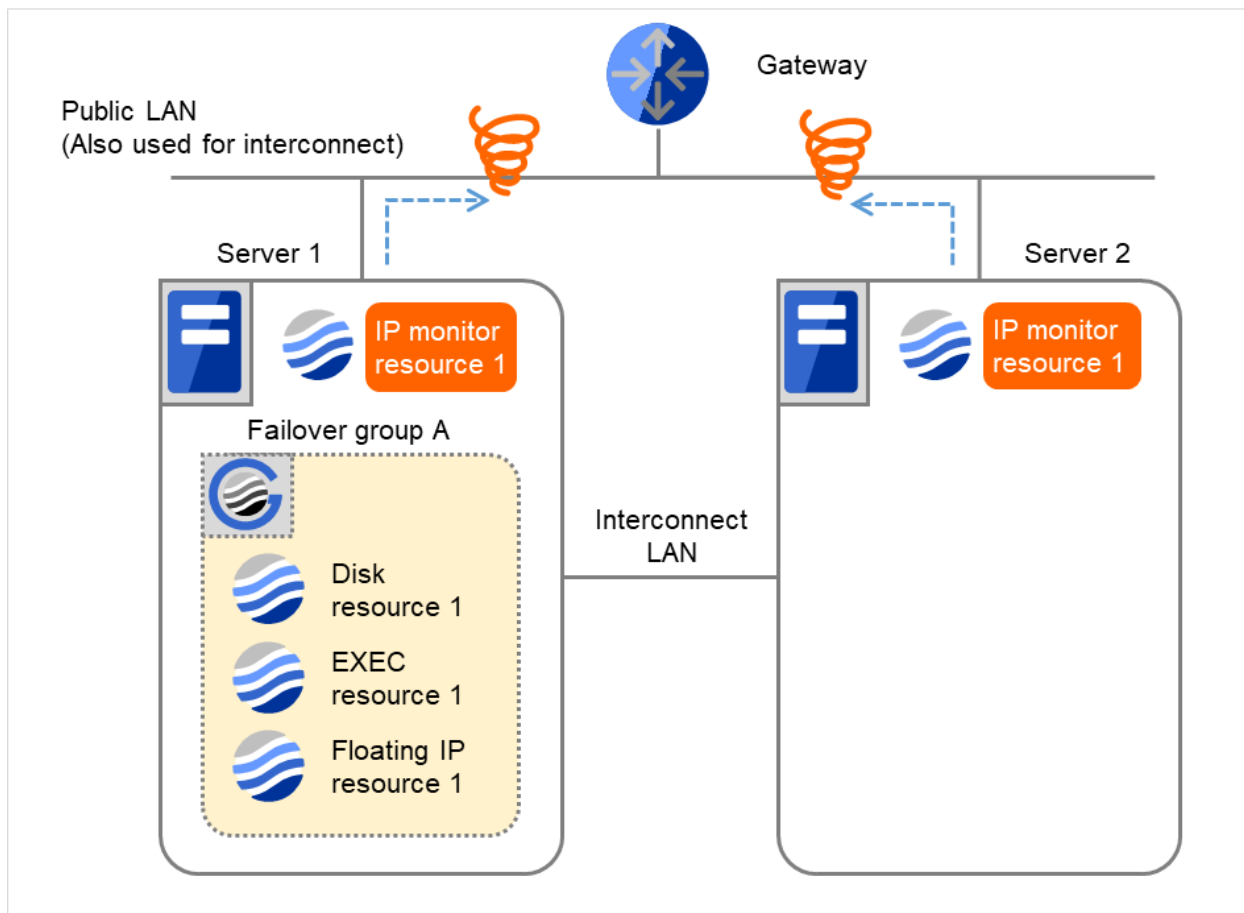 Gateway
Public LAN
(Also used for interconnect)
Server 1
Server 2
IP monitor
resource 1
IP monitor
resource 1
Failover group A
Interconnect
LAN
Disk
resource 1
EXEC
resource 1
Floating IP
resource 1